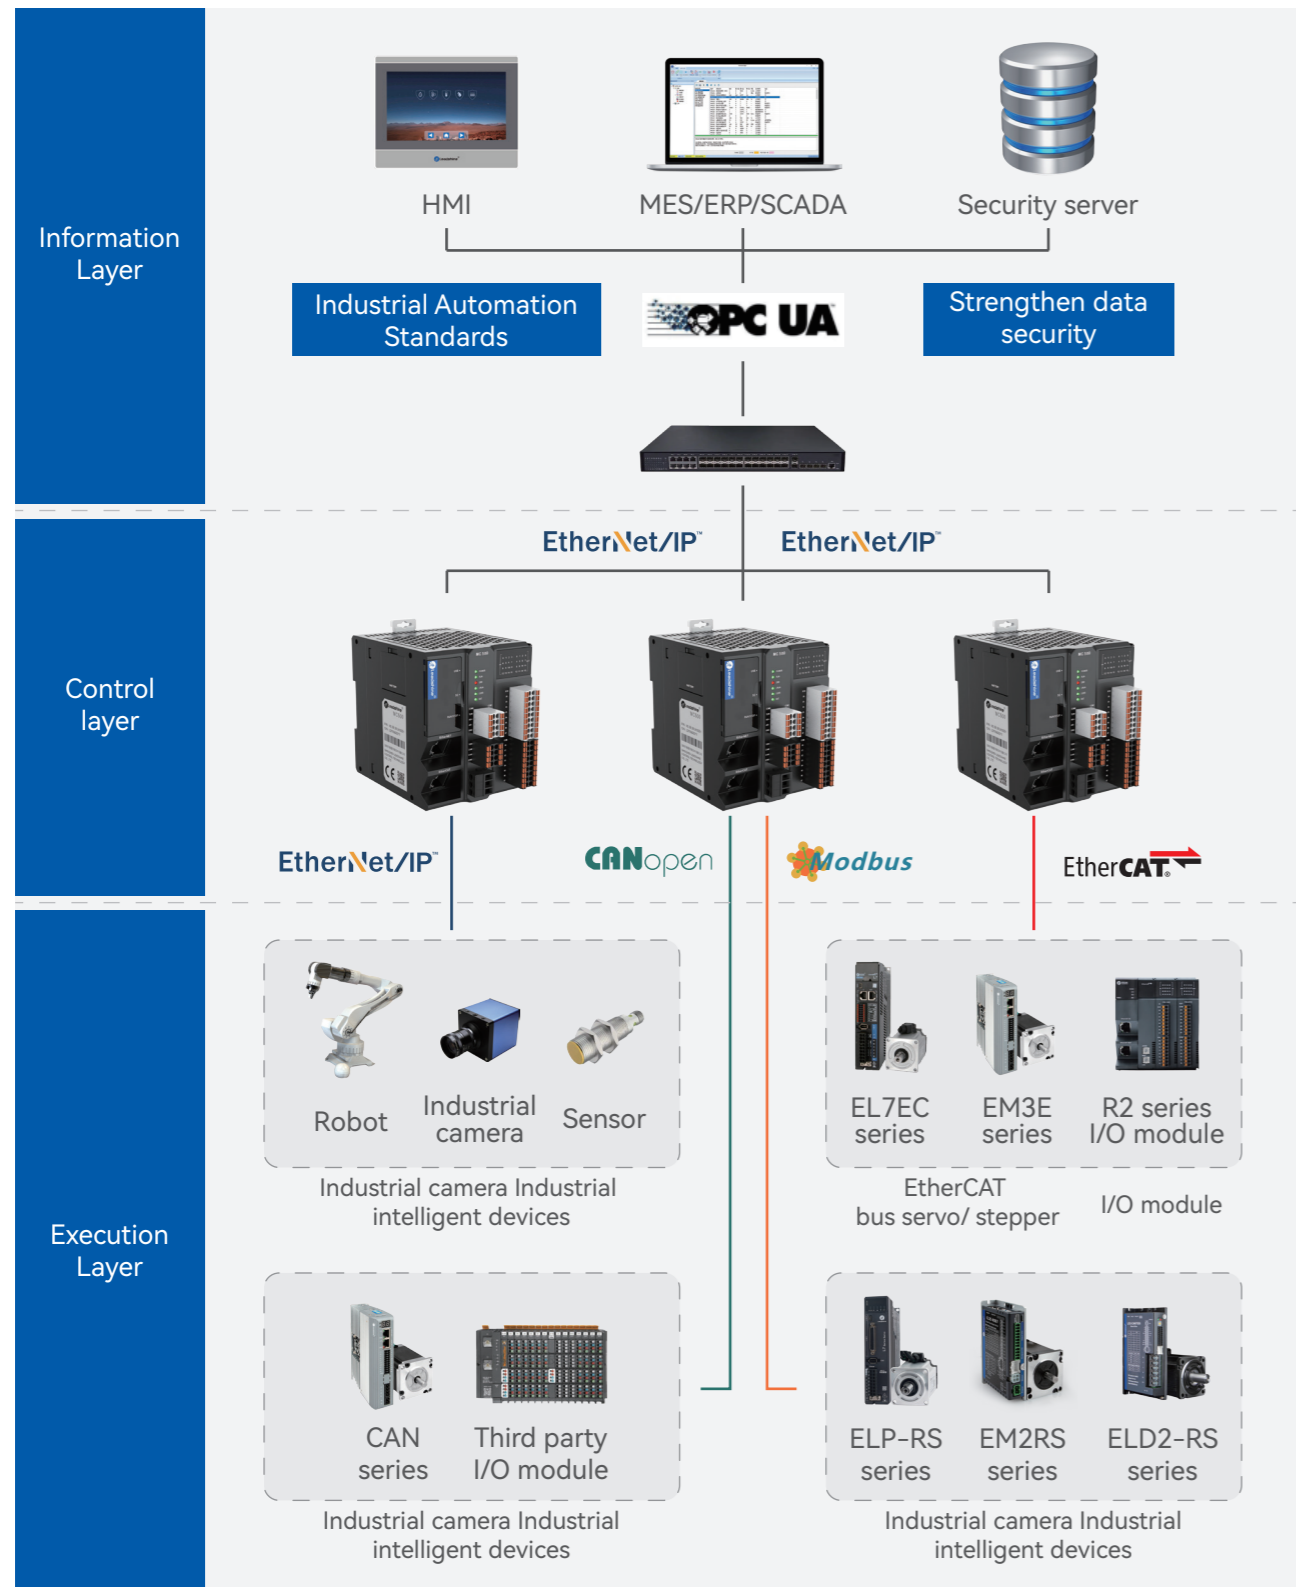 HMI
MES/ERP/SCADA
Security server
Information
Layer
Industrial Automation
Standards
OPC UA
Strengthen data
security
EtherNet/IP™
EtherNet/IP™
Control
layer
EtherNet/IP™
CANopen
Modbus
EtherCAT®
Robot
Industrial
camera
Sensor
EL7EC
series
EM3E
series
R2 series
I/O module
Industrial camera Industrial
intelligent devices
EtherCAT
bus servo/ stepper
I/O module
Execution
Layer
CAN
series
Third party
I/O module
ELP-RS
series
EM2RS
series
ELD2-RS
series
Industrial camera Industrial
intelligent devices
Industrial camera Industrial
intelligent devices